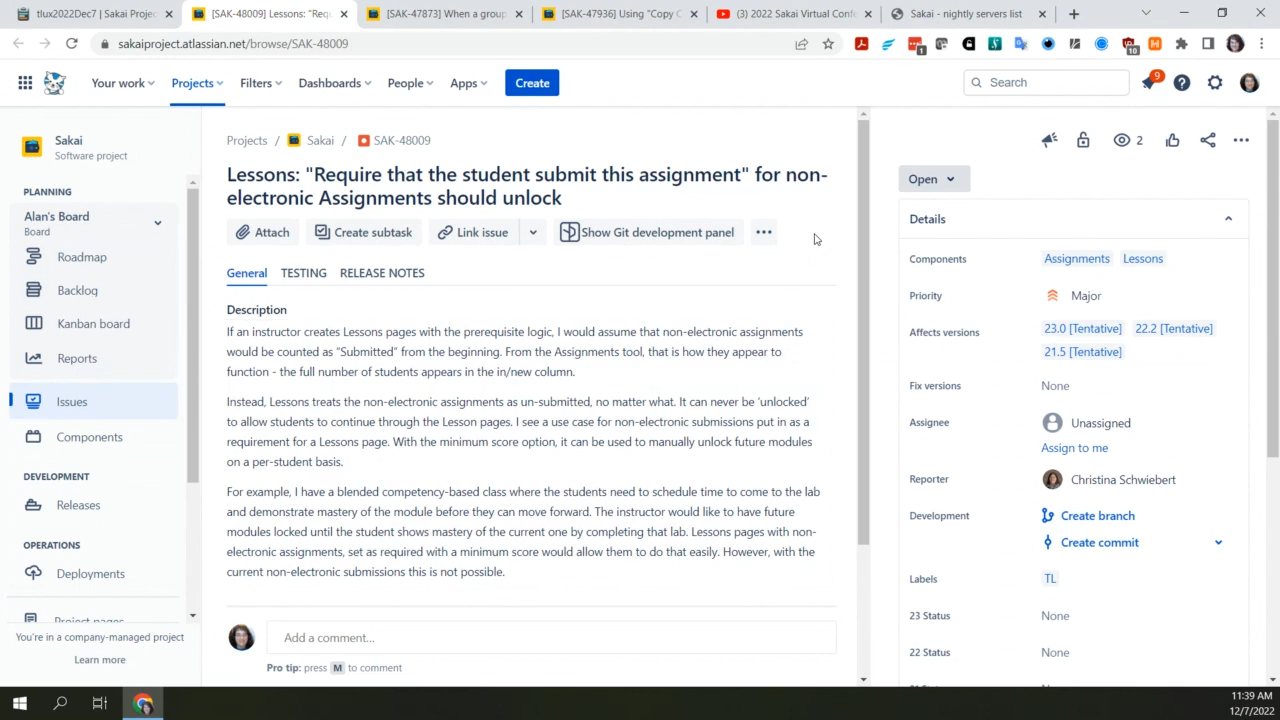 tlux2022Dec7 | Sakai Projec
[SAK-48009] Lessons: "Requ
[SAK-47873] When a group
[SAK-47936] Using "Copy C
(3) 2022 Sakai Virtual Confe
Sakai - nightly servers list
sakaiproject.atlassian.net/browse/SAK-48009
1
10
Your work
Projects
Filters
Dashboards
People
Apps
Create
Search
9
Sakai
Software project
PLANNING
Alan's Board
Board
Roadmap
Backlog
Kanban board
Reports
Issues
Components
DEVELOPMENT
Releases
OPERATIONS
Deployments
Project pages
You're in a company-managed project
Learn more
Projects / Sakai / SAK-48009
Lessons: "Require that the student submit this assignment" for non-
electronic Assignments should unlock
Attach
Create subtask
Link issue
Show Git development panel
General
TESTING
RELEASE NOTES
Description
If an instructor creates Lessons pages with the prerequisite logic, I would assume that non-electronic assignments
would be counted as "Submitted" from the beginning. From the Assignments tool, that is how they appear to
function - the full number of students appears in the in/new column.
Instead, Lessons treats the non-electronic assignments as un-submitted, no matter what. It can never be 'unlocked'
to allow students to continue through the Lesson pages. I see a use case for non-electronic submissions put in as a
requirement for a Lessons page. With the minimum score option, it can be used to manually unlock future modules
on a per-student basis.
For example, I have a blended competency-based class where the students need to schedule time to come to the lab
and demonstrate mastery of the module before they can move forward. The instructor would like to have future
modules locked until the student shows mastery of the current one by completing that lab. Lessons pages with non-
electronic assignments, set as required with a minimum score would allow them to do that easily. However, with the
current non-electronic submissions this is not possible.
Add a comment...
Pro tip: press M to comment
2
Open
Details
Components
Assignments Lessons
Priority
Major
Affects versions
23.0 [Tentative] 22.2 [Tentative]
21.5 [Tentative]
Fix versions
None
Assignee
Unassigned
Assign to me
Reporter
Christina Schwiebert
Development
Create branch
Create commit
Labels
TL
23 Status
None
22 Status
None
11:39 AM
12/7/2022